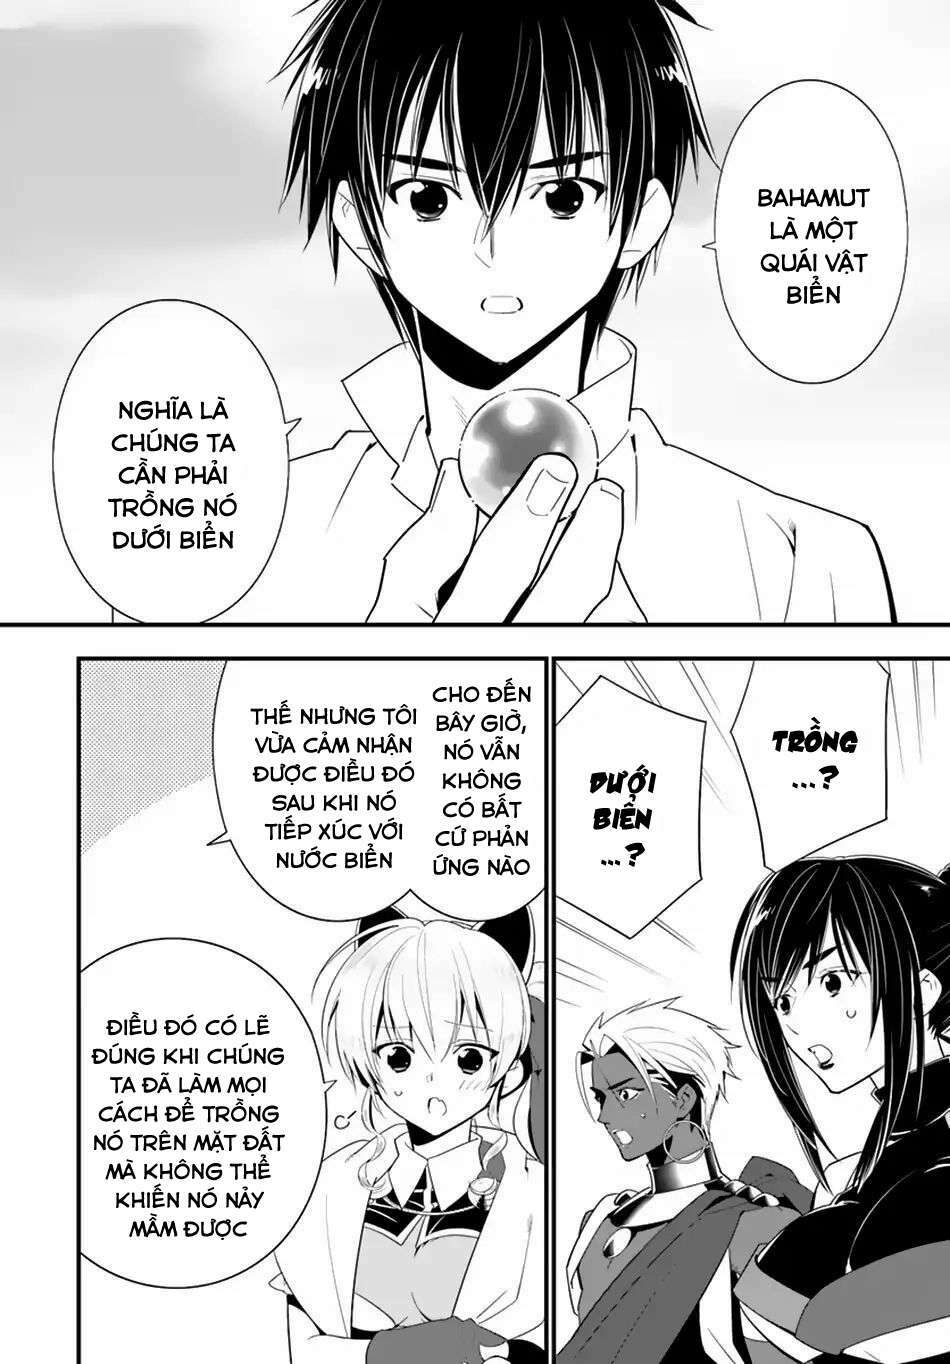 BAHAMUT
LÀ MỘT
QUÁI VẬT
BIỂN
NGHĨA LÀ
CHÚNG TA
CẦN PHẢI
TRỒNG NÓ
DƯỚI BIỂN
TRỒNG
...?
DƯỚI
BIỂN
...?
CHO ĐẾN
BÂY GIỜ,
NÓ VẪN
KHÔNG
CÓ BẤT
CỨ PHẢN
ỨNG NÀO
THẾ NHƯNG TÔI
VỪA CẢM NHẬN
ĐƯỢC ĐIỀU ĐÓ
SAU KHI NÓ
TIẾP XÚC VỚI
NƯỚC BIỂN
ĐIỀU ĐÓ CÓ LẼ
ĐÚNG KHI CHÚNG
TA ĐÃ LÀM MỌI
CÁCH ĐỂ TRỒNG
NÓ TRÊN MẶT ĐẤT
MÀ KHÔNG THỂ
KHIẾN NÓ NẢY
MẦM ĐƯỢC